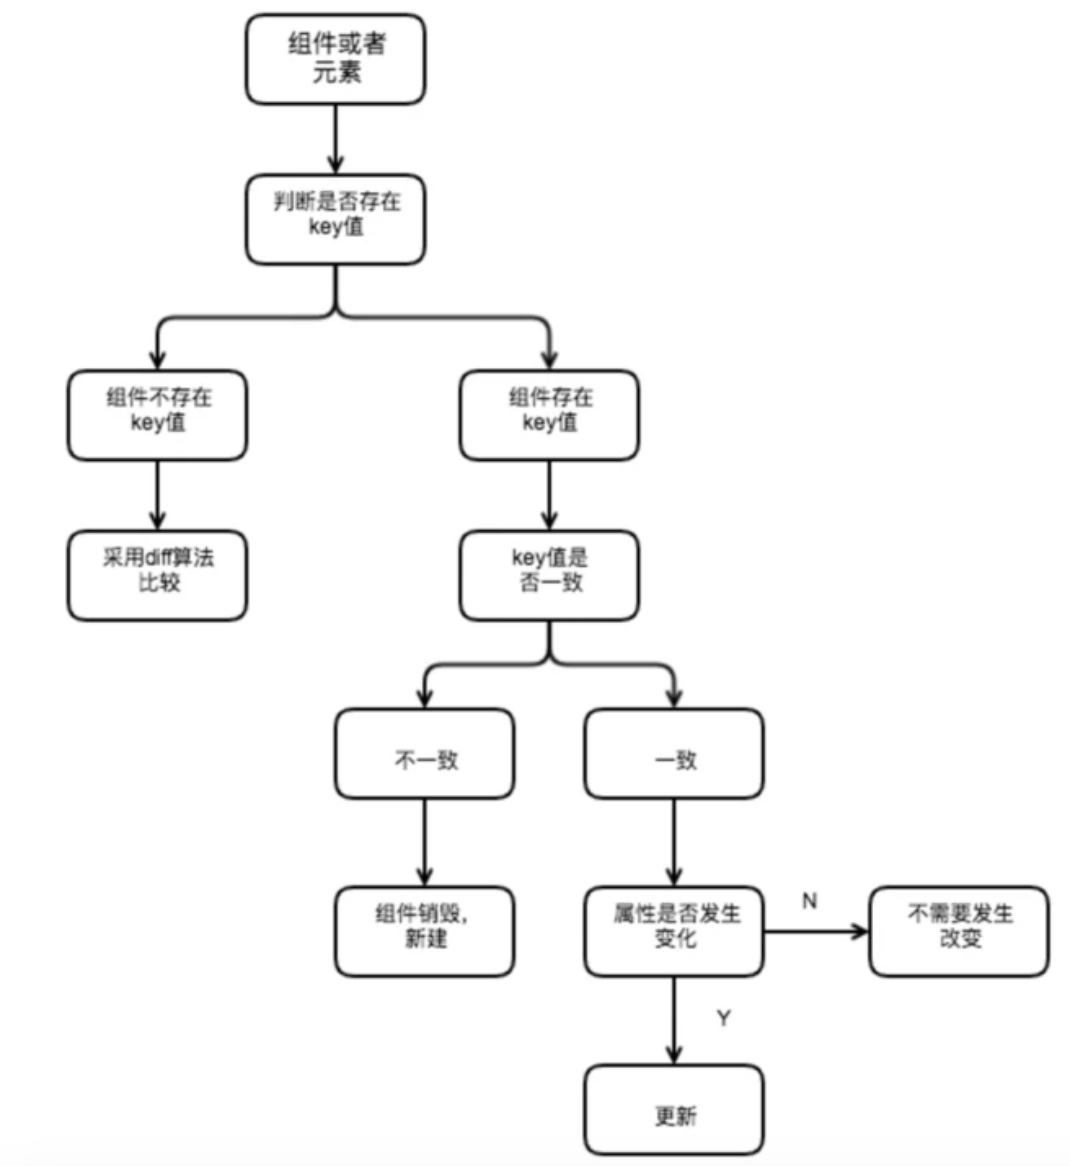 组件或者
元素
判断是否存在
key值
组件不存在
key值
组件存在
key值
采用diff算法
比较
key值是
否一致
不一致
一致
组件销毁,
新建
属性是否发生
变化
N
不需要发生
改变
Y
更新